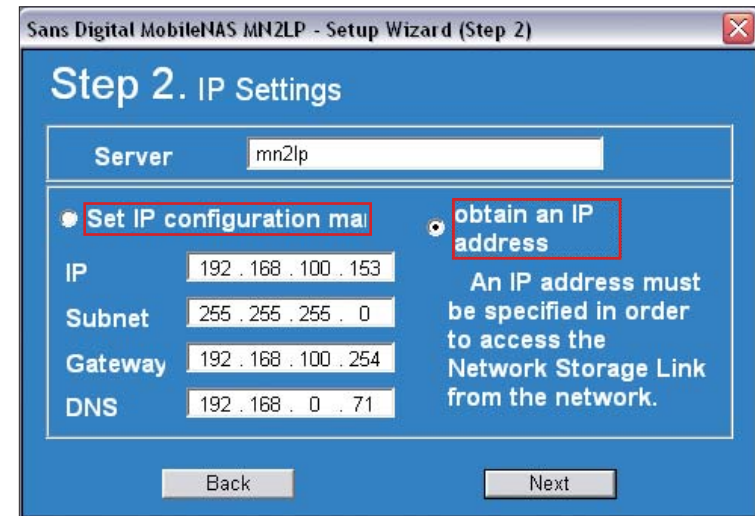 Sans Digital MobileNAS MN2LP - Setup Wizard (Step 2)
Step 2. IP Settings
Server mn2lp
Set IP configuration mai
IP 192 . 168 . 100 . 153
Subnet 255 . 255 . 255 . 0
Gateway 192 . 168 . 100 . 254
DNS 192 . 168 . 0 . 71
obtain an IP
address
An IP address must
be specified in order
to access the
Network Storage Link
from the network.
Back Next